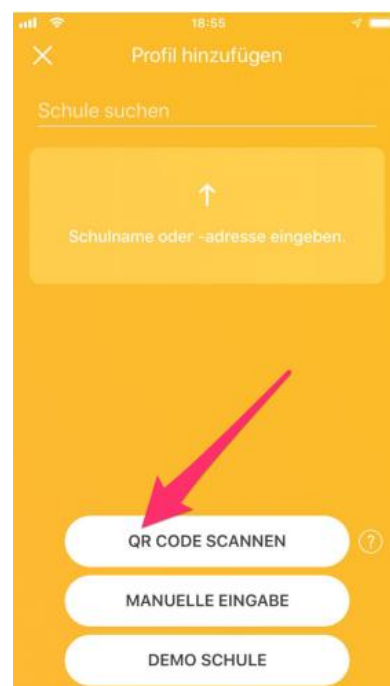 18:55
Profil hinzufügen
Schule suchen
Schulname oder -adresse eingeben.
QR CODE SCANNEN
?
MANUELLE EINGABE
DEMO SCHULE